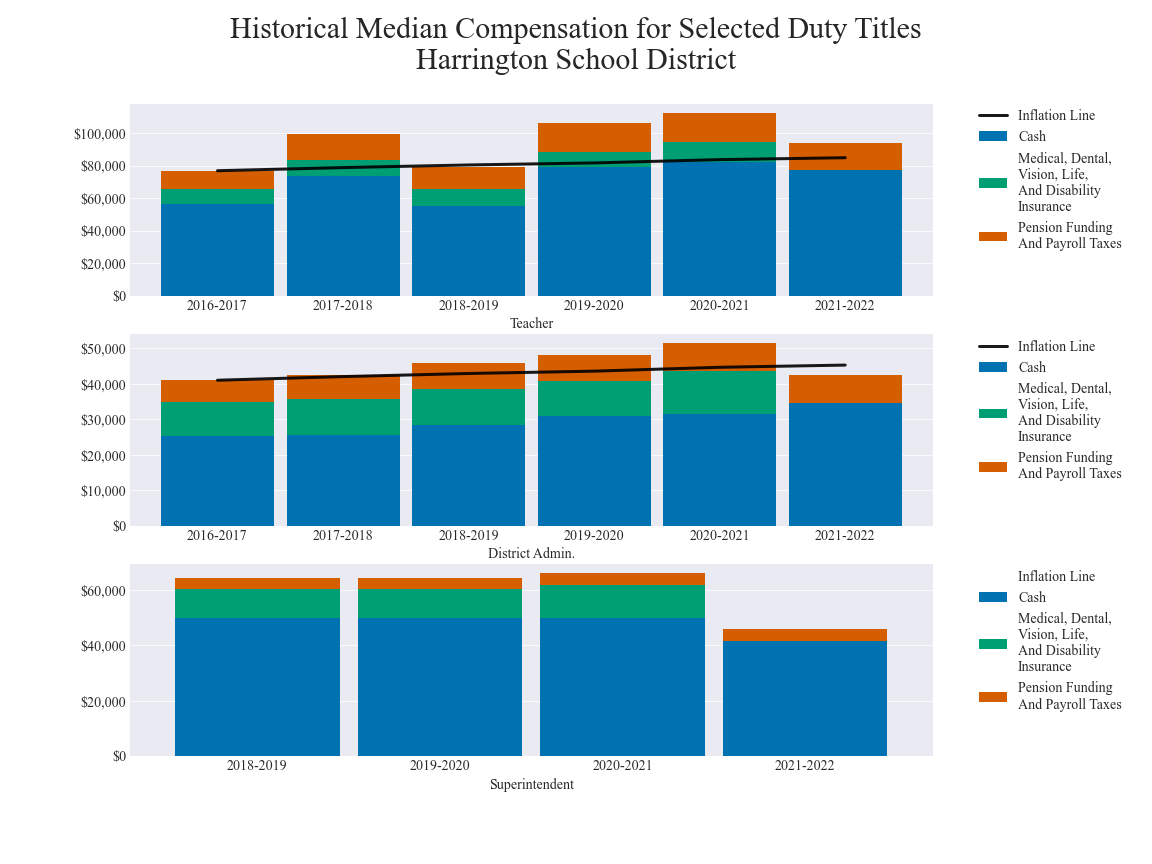 Historical Median Compensation for Selected Duty Titles
Harrington School District
$100,000
$80,000
$60,000
$40,000
$20,000
$0
2016-2017
2017-2018
2018-2019
2019-2020
2020-2021
2021-2022
Teacher
Inflation Line
Cash
Medical, Dental,
Vision, Life,
And Disability
Insurance
Pension Funding
And Payroll Taxes
$50,000
$40,000
$30,000
$20,000
$10,000
$0
2016-2017
2017-2018
2018-2019
2019-2020
2020-2021
2021-2022
District Admin.
Inflation Line
Cash
Medical, Dental,
Vision, Life,
And Disability
Insurance
Pension Funding
And Payroll Taxes
$60,000
$40,000
$20,000
$0
2018-2019
2019-2020
2020-2021
2021-2022
Superintendent
Inflation Line
Cash
Medical, Dental,
Vision, Life,
And Disability
Insurance
Pension Funding
And Payroll Taxes